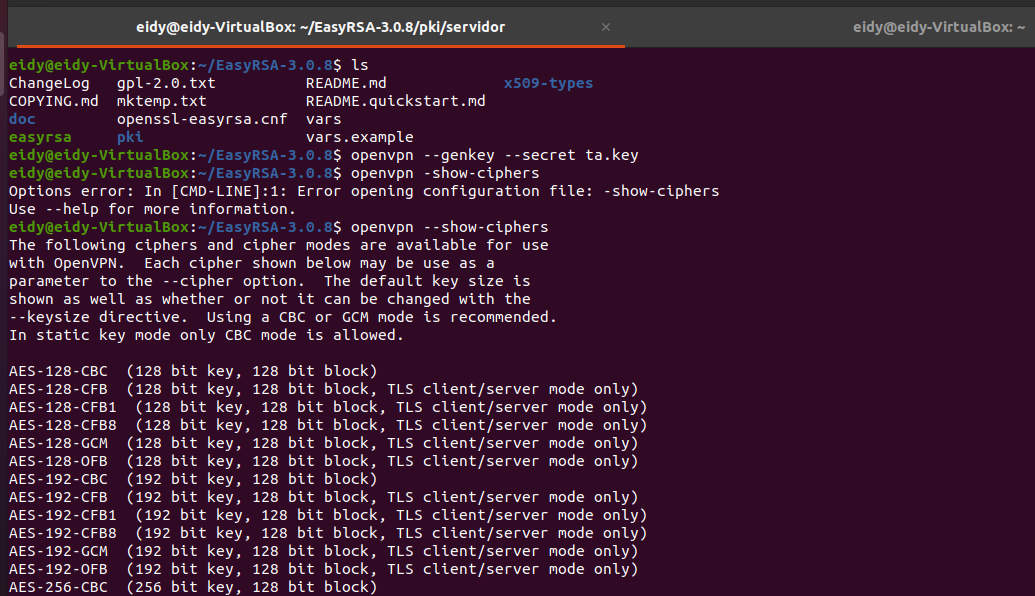 eidy@eidy-VirtualBox: ~/EasyRSA-3.0.8/pki/servidor × eidy@eidy-VirtualBox: ~
eidy@eidy-VirtualBox:~/EasyRSA-3.0.8$ ls
ChangeLog gpl-2.0.txt README.md x509-types
COPYING.md mktemp.txt README.quickstart.md
doc openssl-easyrsa.cnf vars
easyrsa pki vars.example
eidy@eidy-VirtualBox:~/EasyRSA-3.0.8$ openvpn --genkey --secret ta.key
eidy@eidy-VirtualBox:~/EasyRSA-3.0.8$ openvpn -show-ciphers
Options error: In [CMD-LINE]:1: Error opening configuration file: -show-ciphers
Use --help for more information.
eidy@eidy-VirtualBox:~/EasyRSA-3.0.8$ openvpn --show-ciphers
The following ciphers and cipher modes are available for use
with OpenVPN.  Each cipher shown below may be use as a
parameter to the --cipher option.  The default key size is
shown as well as whether or not it can be changed with the
--keysize directive.  Using a CBC or GCM mode is recommended.
In static key mode only CBC mode is allowed.
AES-128-CBC  (128 bit key, 128 bit block)
AES-128-CFB  (128 bit key, 128 bit block, TLS client/server mode only)
AES-128-CFB1  (128 bit key, 128 bit block, TLS client/server mode only)
AES-128-CFB8  (128 bit key, 128 bit block, TLS client/server mode only)
AES-128-GCM  (128 bit key, 128 bit block, TLS client/server mode only)
AES-128-OFB  (128 bit key, 128 bit block, TLS client/server mode only)
AES-192-CBC  (192 bit key, 128 bit block)
AES-192-CFB  (192 bit key, 128 bit block, TLS client/server mode only)
AES-192-CFB1  (192 bit key, 128 bit block, TLS client/server mode only)
AES-192-CFB8  (192 bit key, 128 bit block, TLS client/server mode only)
AES-192-GCM  (192 bit key, 128 bit block, TLS client/server mode only)
AES-192-OFB  (192 bit key, 128 bit block, TLS client/server mode only)
AES-256-CBC  (256 bit key, 128 bit block)